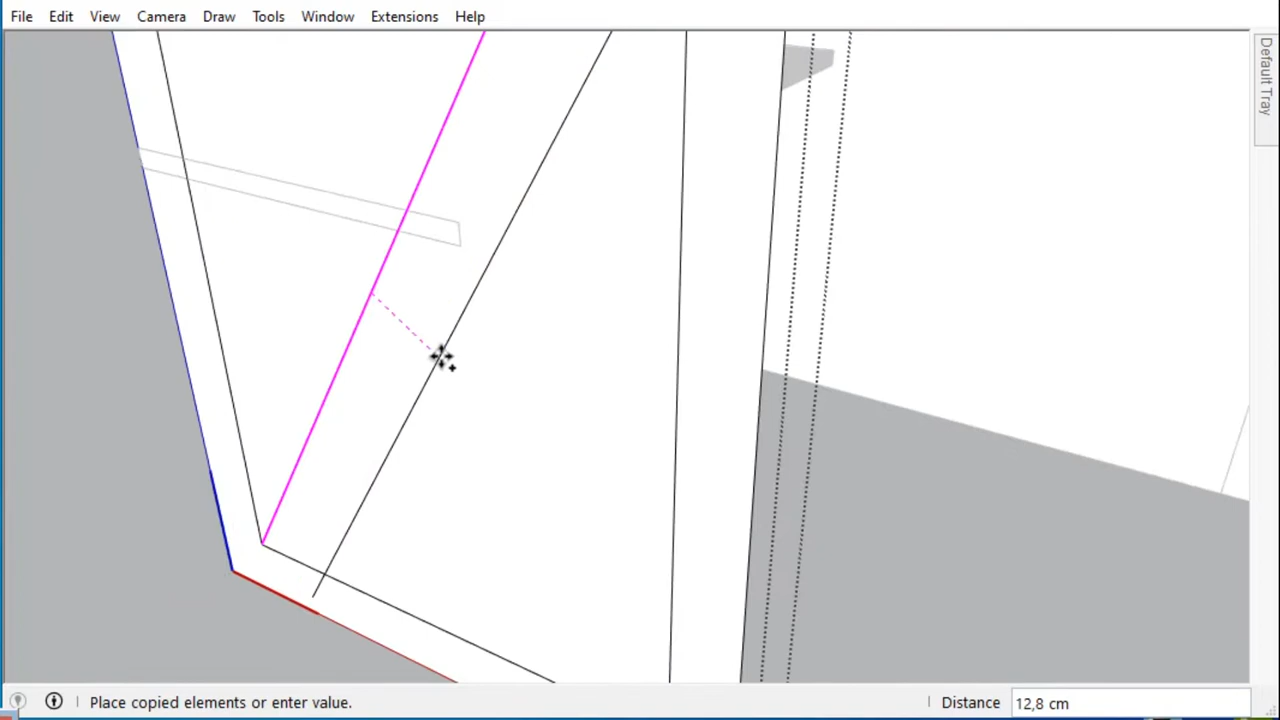 File Edit View Camera Draw Tools Window Extensions Help
Default Tray
Place copied elements or enter value. Distance 12,8 cm